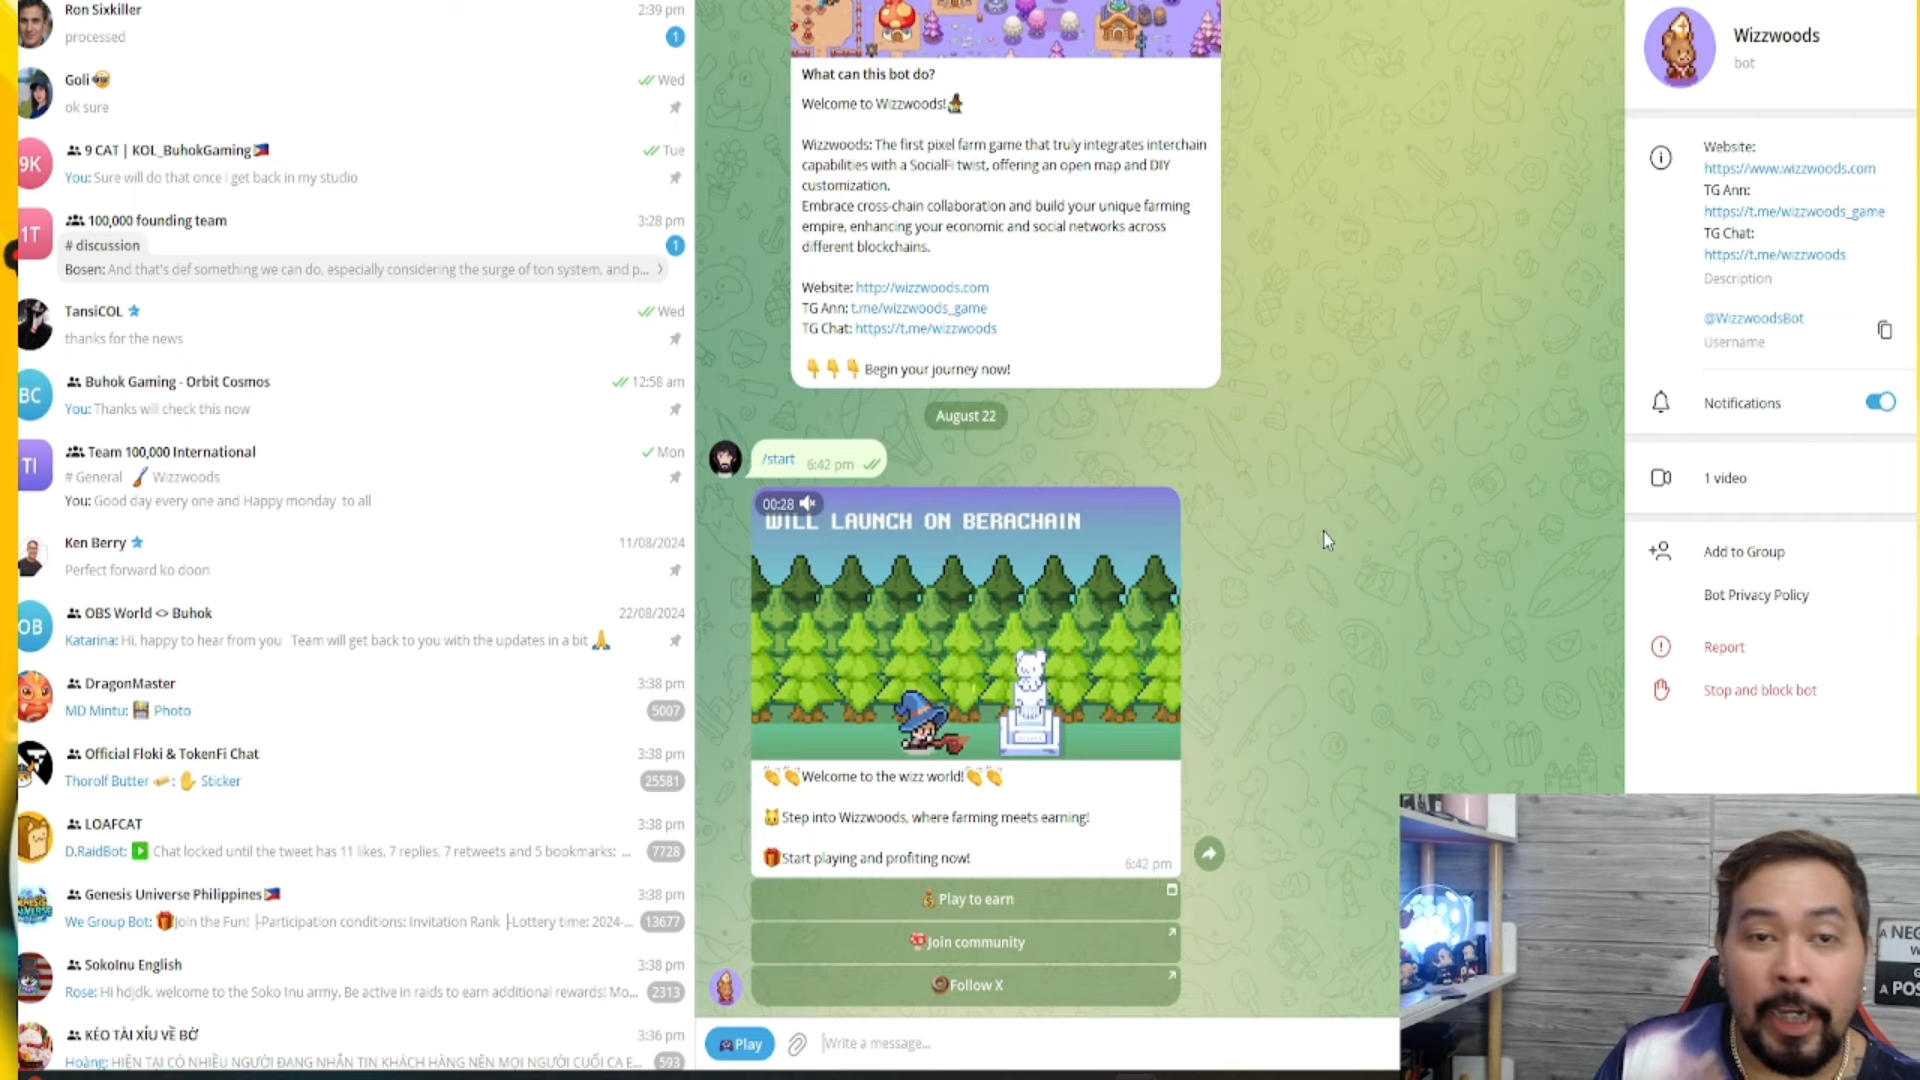 Ron Sixkiller
2:39 pm
processed
1
Goli
Wed
ok sure
9K
9 CAT | KOL_BuhokGaming
Tue
You: Sure will do that once i get back in my studio
1T
100,000 founding team
3:28 pm
# discussion
1
Bosen: And that's def something we can do, especially considering the surge of ton system, and p...
TansiCOL
Wed
thanks for the news
BC
Buhok Gaming - Orbit Cosmos
12:58 am
You: Thanks will check this now
TI
Team 100,000 International
Mon
# General Wizzwoods
You: Good day every one and Happy monday to all
Ken Berry
11/08/2024
Perfect forward ko doon
OB
OBS World <> Buhok
22/08/2024
Katarina: Hi, happy to hear from you Team will get back to you with the updates in a bit
DragonMaster
3:38 pm
MD Mintu: Photo
5007
Official Floki & TokenFi Chat
3:38 pm
Thorolf Butter : Sticker
25581
LOAFCAT
3:38 pm
D.RaidBot: Chat locked until the tweet has 11 likes, 7 replies, 7 retweets and 5 bookmarks: ...
7728
Genesis Universe Philippines
3:38 pm
We Group Bot: Join the Fun! ├Participation conditions: Invitation Rank ├Lottery time: 2024-...
13677
SokoInu English
3:38 pm
Rose: Hi hdjdk, welcome to the Soko Inu army. Be active in raids to earn additional rewards! Mo...
2313
KÉO TÀI XỈU VỀ BỜ
3:36 pm
Hoàng: HIỆN TẠI CÓ NHIỀU NGƯỜI ĐANG NHẮN TIN KHÁCH HÀNG NÊN MỌI NGƯỜI CUỐI CA E...
593
What can this bot do?
Welcome to Wizzwoods!
Wizzwoods: The first pixel farm game that truly integrates interchain
capabilities with a SocialFi twist, offering an open map and DIY
customization.
Embrace cross-chain collaboration and build your unique farming
empire, enhancing your economic and social networks across
different blockchains.
Website: http://wizzwoods.com
TG Ann: t.me/wizzwoods_game
TG Chat: https://t.me/wizzwoods
Begin your journey now!
August 22
/start 6:42 pm
00:28
WILL LAUNCH ON BERACHAIN
Welcome to the wizz world!
Step into Wizzwoods, where farming meets earning!
Start playing and profiting now!
6:42 pm
Play to earn
Join community
Follow X
Play
Write a message...
Wizzwoods
bot
Website:
https://www.wizzwoods.com
TG Ann:
https://t.me/wizzwoods_game
TG Chat:
https://t.me/wizzwoods
Description
@WizzwoodsBot
Username
Notifications
1 video
Add to Group
Bot Privacy Policy
Report
Stop and block bot
A NEG
A POS